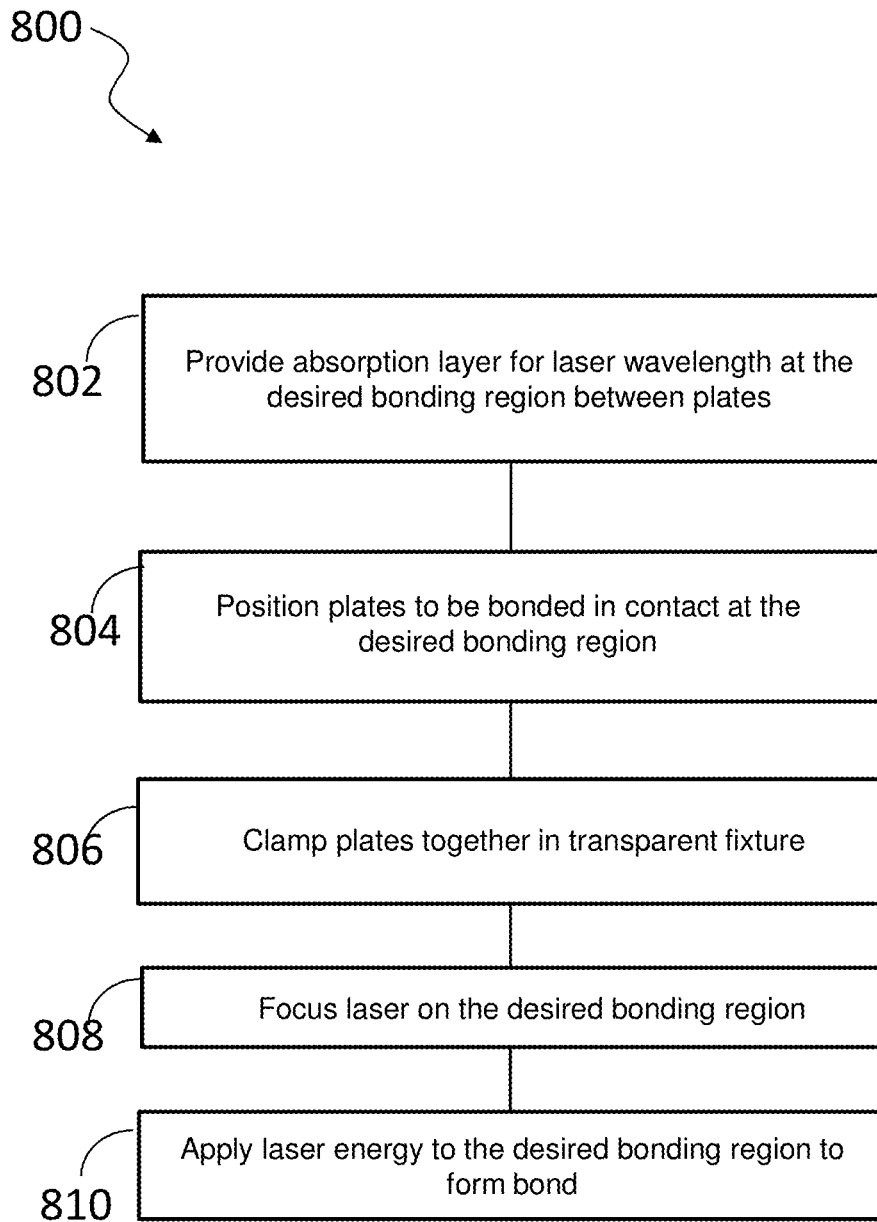 800
802
Provide absorption layer for laser wavelength at the
desired bonding region between plates
804
Position plates to be bonded in contact at the
desired bonding region
806
Clamp plates together in transparent fixture
808
Focus laser on the desired bonding region
810
Apply laser energy to the desired bonding region to
form bond